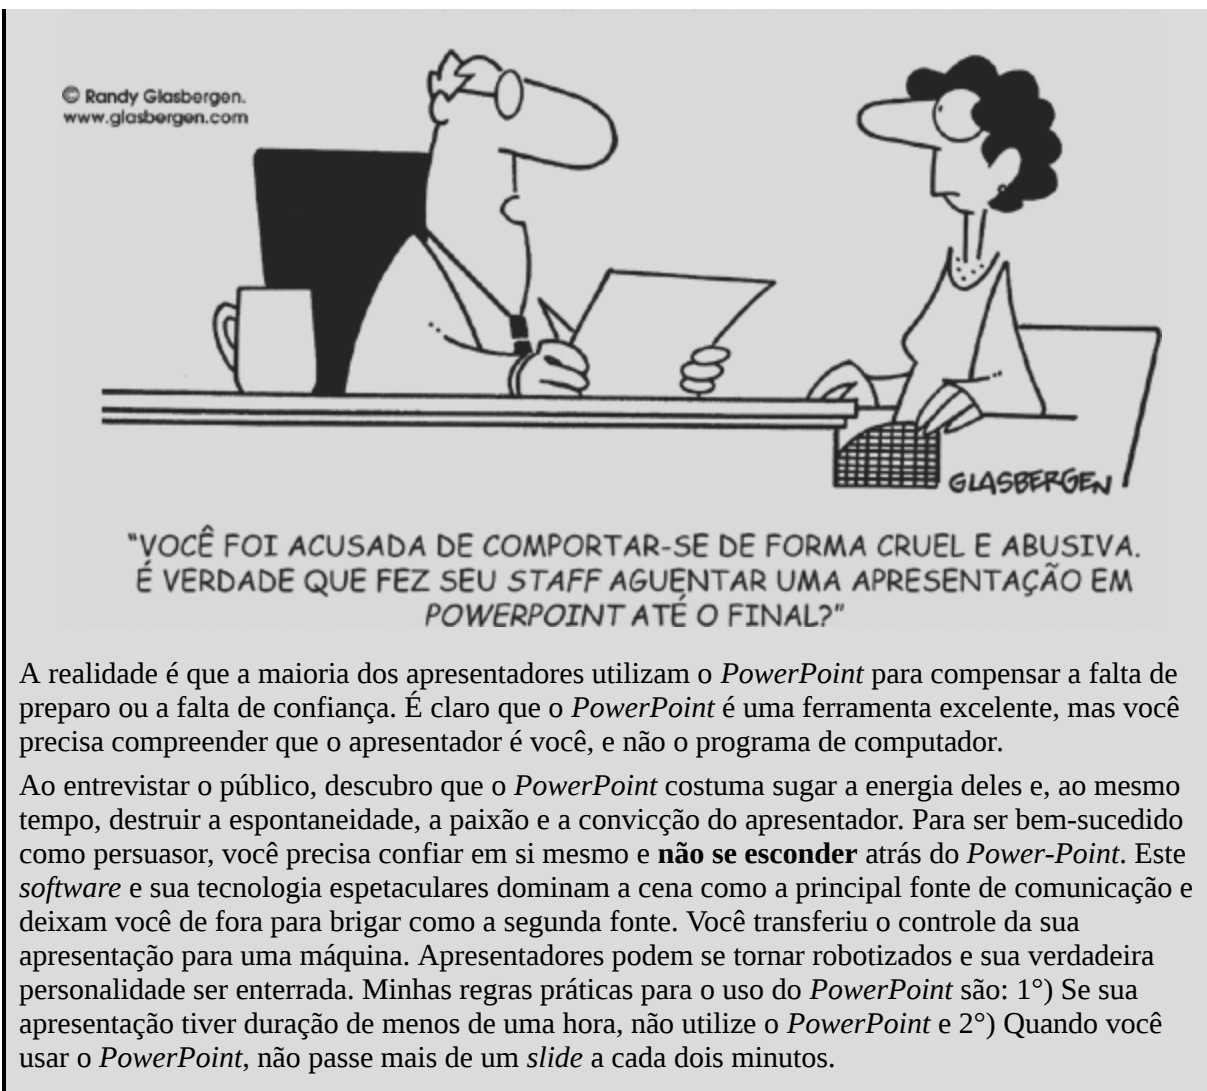 © Randy Glasbergen.
www.glasbergen.com
GLASBERGEN
"VOCÊ FOI ACUSADA DE COMPORTAR-SE DE FORMA CRUEL E ABUSIVA.
É VERDADE QUE FEZ SEU STAFF AGUENTAR UMA APRESENTAÇÃO EM
POWERPOINT ATÉ O FINAL?"
A realidade é que a maioria dos apresentadores utilizam o PowerPoint para compensar a falta de
preparo ou a falta de confiança. É claro que o PowerPoint é uma ferramenta excelente, mas você
precisa compreender que o apresentador é você, e não o programa de computador.
Ao entrevistar o público, descubro que o PowerPoint costuma sugar a energia deles e, ao mesmo
tempo, destruir a espontaneidade, a paixão e a convicção do apresentador. Para ser bem-sucedido
como persuasor, você precisa confiar em si mesmo e não se esconder atrás do Power-Point. Este
software e sua tecnologia espetaculares dominam a cena como a principal fonte de comunicação e
deixam você de fora para brigar como a segunda fonte. Você transferiu o controle da sua
apresentação para uma máquina. Apresentadores podem se tornar robotizados e sua verdadeira
personalidade ser enterrada. Minhas regras práticas para o uso do PowerPoint são: 1°) Se sua
apresentação tiver duração de menos de uma hora, não utilize o PowerPoint e 2°) Quando você
usar o PowerPoint, não passe mais de um slide a cada dois minutos.